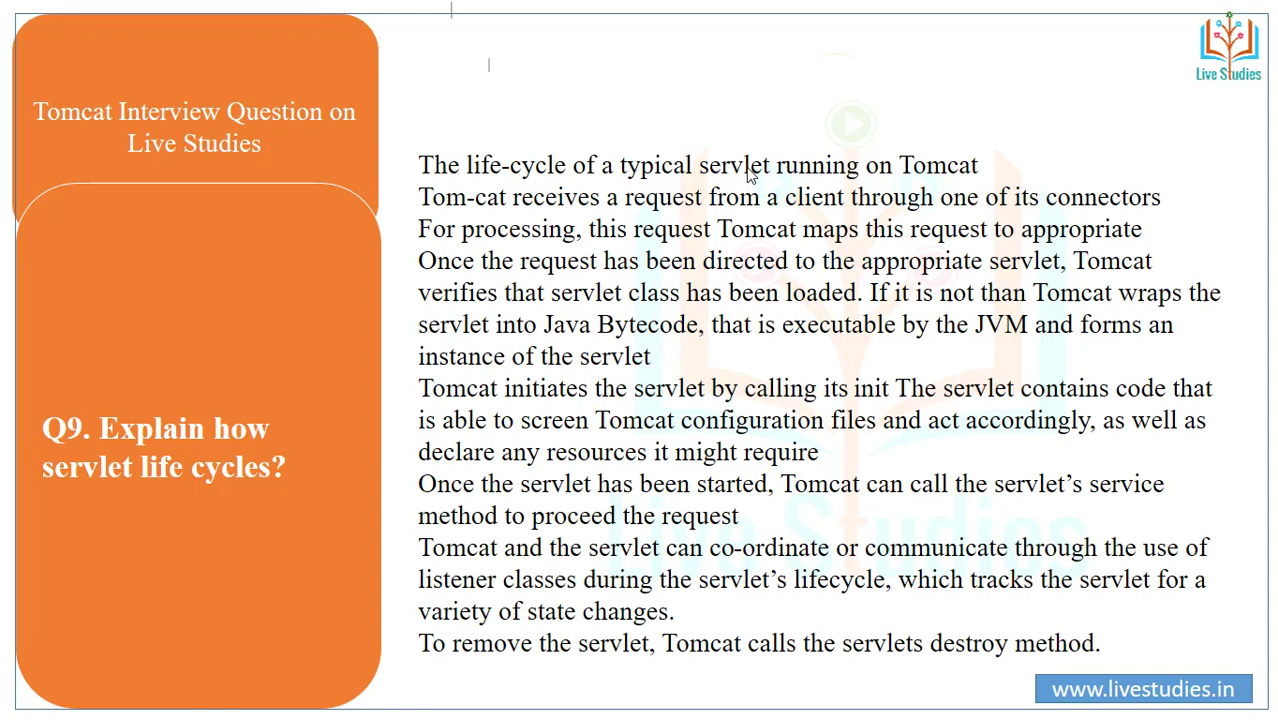 Tomcat Interview Question on
Live Studies
Q9. Explain how
servlet life cycles?
Live Studies
The life-cycle of a typical servlet running on Tomcat
Tom-cat receives a request from a client through one of its connectors
For processing, this request Tomcat maps this request to appropriate
Once the request has been directed to the appropriate servlet, Tomcat
verifies that servlet class has been loaded. If it is not than Tomcat wraps the
servlet into Java Bytecode, that is executable by the JVM and forms an
instance of the servlet
Tomcat initiates the servlet by calling its init The servlet contains code that
is able to screen Tomcat configuration files and act accordingly, as well as
declare any resources it might require
Once the servlet has been started, Tomcat can call the servlet’s service
method to proceed the request
Tomcat and the servlet can co-ordinate or communicate through the use of
listener classes during the servlet’s lifecycle, which tracks the servlet for a
variety of state changes.
To remove the servlet, Tomcat calls the servlets destroy method.
Live Studies
www.livestudies.in